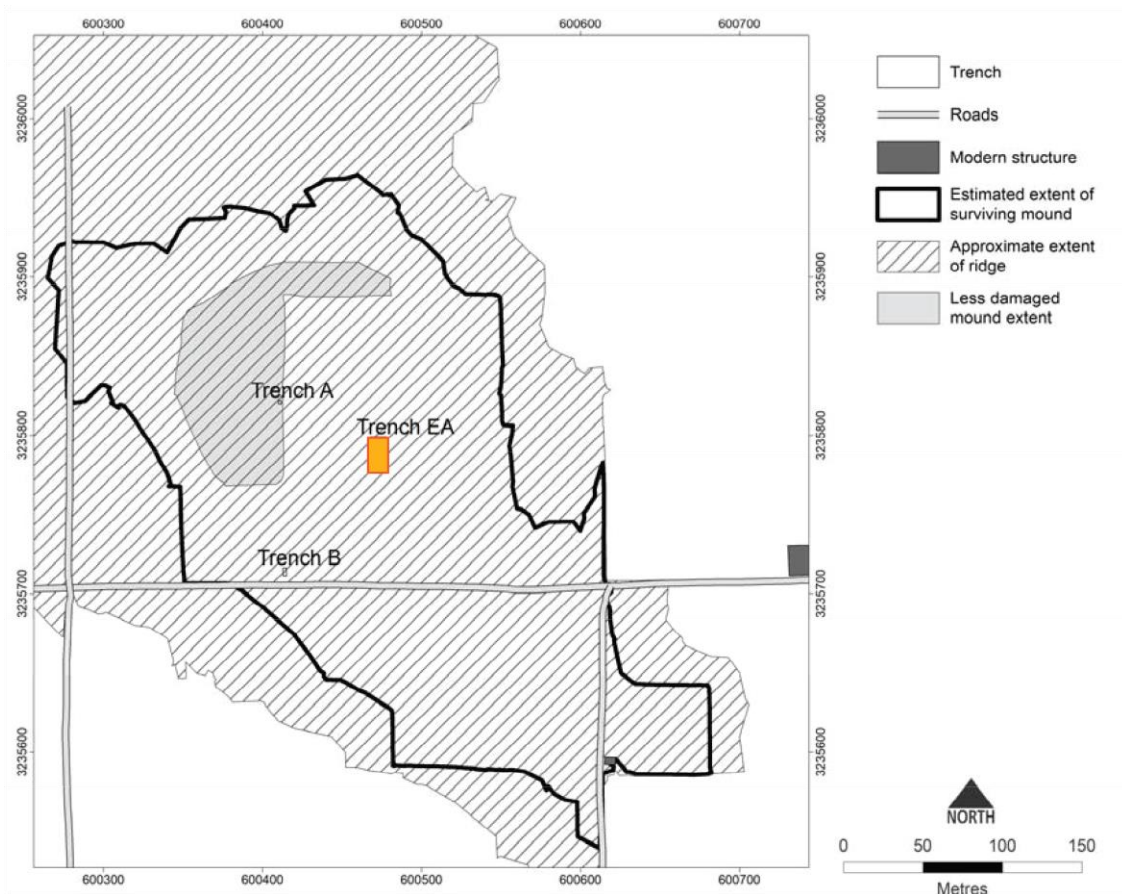 600300 600400 600500 600600 600700
3236000
3235900
3235800
3235700
3235600
3236000
3235900
3235800
3235700
3235600
Trench A
Trench EA
Trench B
Trench
Roads
Modern structure
Estimated extent of
surviving mound
Approximate extent
of ridge
Less damaged
mound extent
NORTH
0 50 100 150
Metres
600300 600400 600500 600600 600700